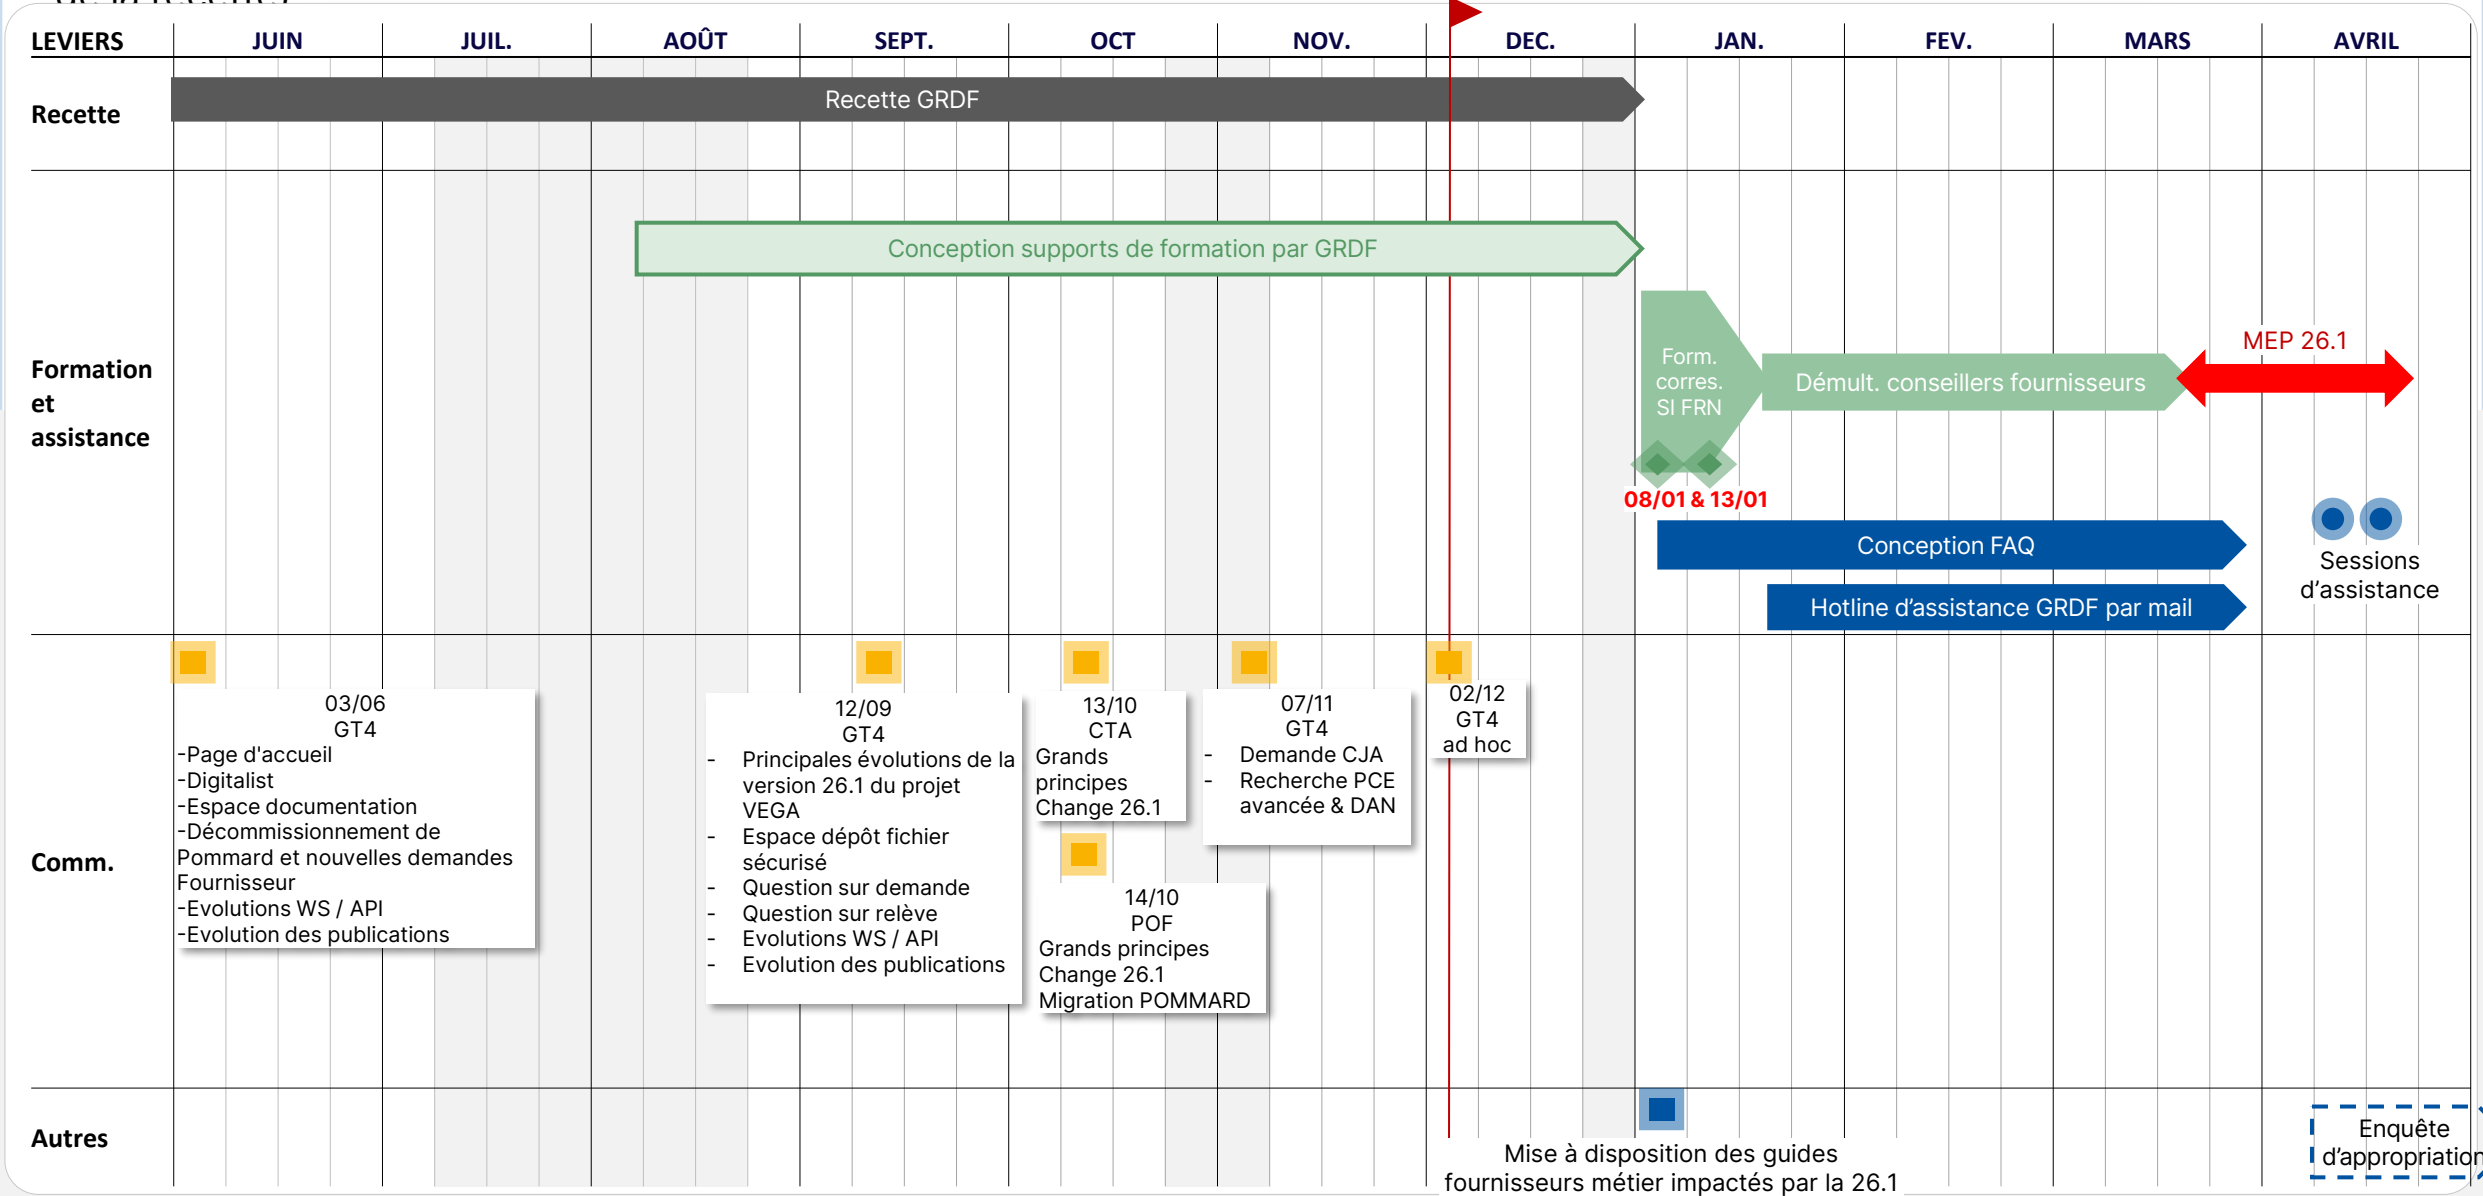 LEVIERS
JUIN
JUIL.
AOÛT
SEPT.
OCT
NOV.
DEC.
JAN.
FEV.
MARS
AVRIL
Recette
Recette GRDF
Formation
et
assistance
Conception supports de formation par GRDF
Form.
corres.
SI FRN
Démult. conseillers fournisseurs
MEP 26.1
08/01 & 13/01
Conception FAQ
Hotline d'assistance GRDF par mail
Sessions
d'assistance
Comm.
03/06
GT4
-Page d'accueil
-Digitalist
-Espace documentation
-Décommissionnement de
Pommard et nouvelles demandes
Fournisseur
-Evolutions WS / API
-Evolution des publications
12/09
GT4
- Principales évolutions de la
version 26.1 du projet
VEGA
- Espace dépôt fichier
sécurisé
- Question sur demande
- Question sur relève
- Evolutions WS / API
- Evolution des publications
13/10
CTA
Grands
principes
Change 26.1
14/10
POF
Grands principes
Change 26.1
Migration POMMARD
07/11
GT4
- Demande CJA
- Recherche PCE
avancée & DAN
02/12
GT4
ad hoc
Autres
Mise à disposition des guides
fournisseurs métier impactés par la 26.1
Enquête
d'appropriation